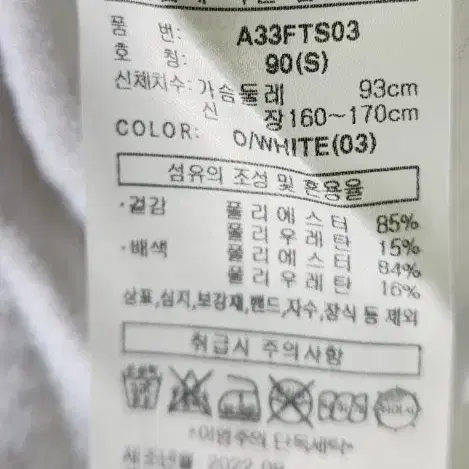 품 번: A33FTS03
호 칭: 90(S)
신체치수: 가슴둘레 93cm
신 장 160~170cm
COLOR: O/WHITE(03)
섬유의 조성 및 혼용율
·겉감 폴리에스터 85%
폴리우레탄 15%
·배색 폴리에스터 84%
폴리우레탄 16%
상표,심지,보강재,밴드,자수,장식 등 제외
취급시 주의사항
*이염주의 단독세탁*
2022.09